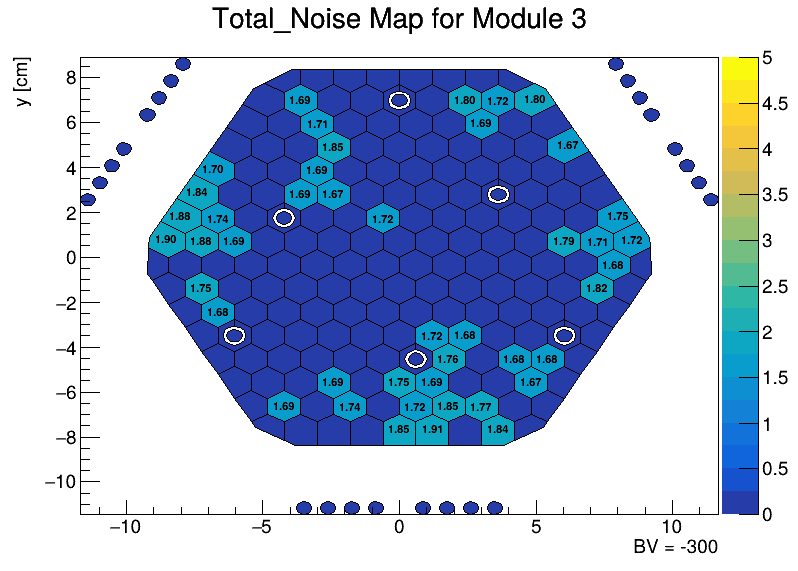 Total_Noise Map for Module 3
y [cm]
8
6
4
2
0
−2
−4
−6
−8
−10
1.69 1.80 1.72 1.80
1.71 1.69
1.85 1.67
1.70 1.69
1.84 1.69 1.67
1.88 1.74 1.72 1.75
1.90 1.88 1.69 1.79 1.71 1.72
1.68
1.75 1.82
1.68
1.72 1.68
1.76 1.68 1.68
1.69 1.75 1.69 1.67
1.69 1.74 1.72 1.85 1.77
1.85 1.91 1.84
−10 −5 0 5 10
BV = -300
5
4.5
4
3.5
3
2.5
2
1.5
1
0.5
0